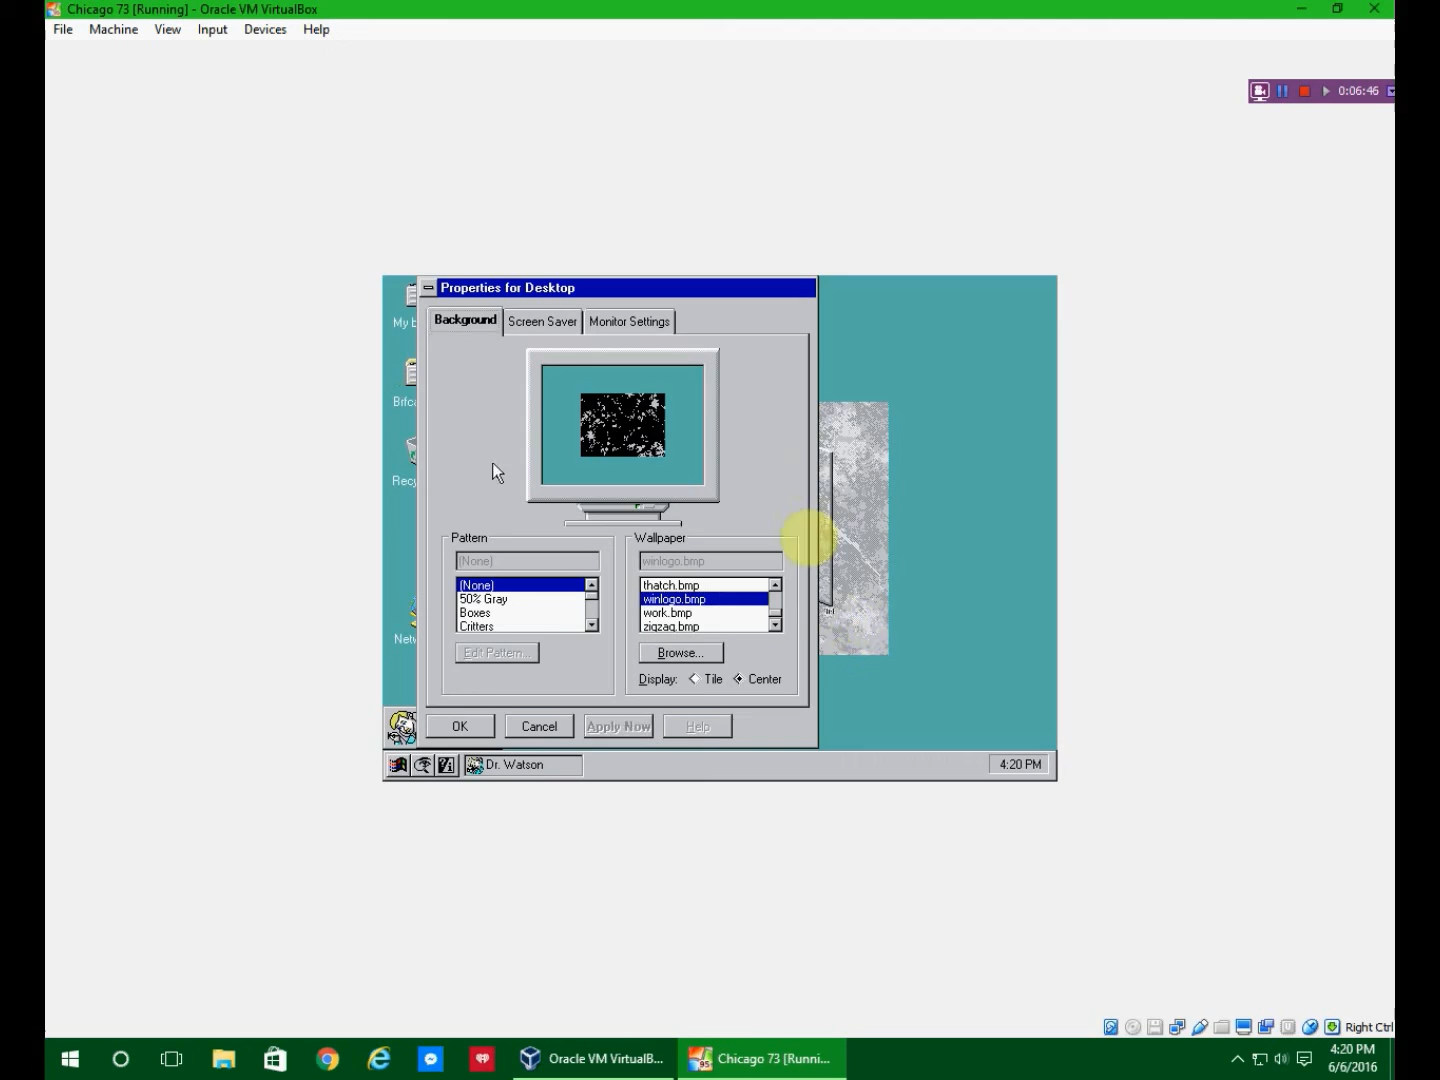 Chicago 73 [Running] - Oracle VM VirtualBox
File Machine View Input Devices Help
0:06:46
Properties for Desktop
Background Screen Saver Monitor Settings
My
Recy
Pattern
(None)
(None)
50% Gray
Boxes
Critters
Edit Pattern...
Wallpaper
winlogo.bmp
thatch.bmp
winlogo.bmp
work.bmp
zigzag.bmp
Browse...
Display: Tile Center
OK Cancel Apply Now Help
Dr. Watson
4:20 PM
Right Ctrl
Oracle VM VirtualB...
Chicago 73 [Runni...
4:20 PM
6/6/2016